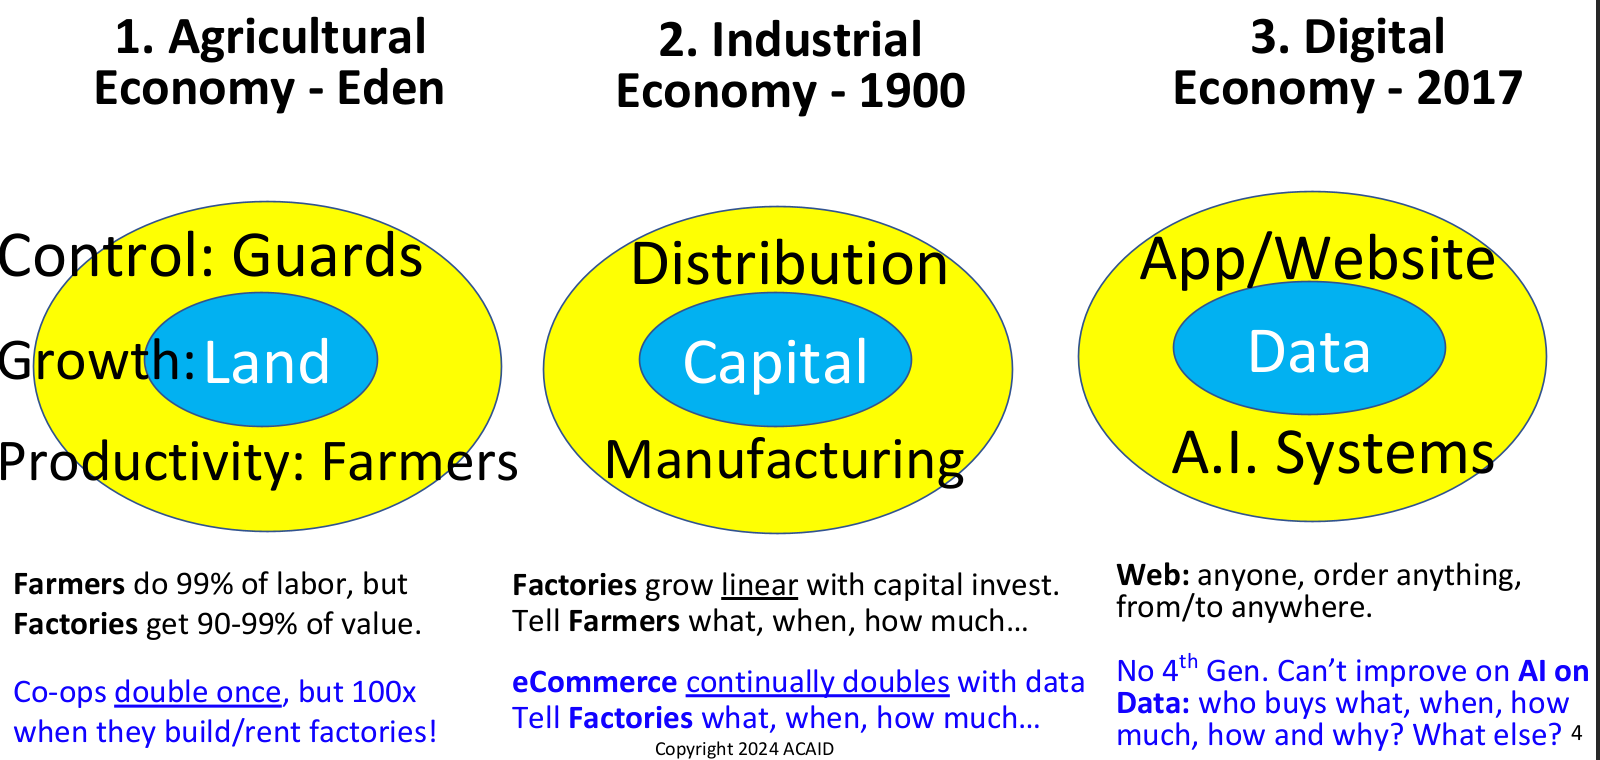 1. Agricultural
Economy - Eden
2. Industrial
Economy - 1900
3. Digital
Economy - 2017
Control: Guards
Growth: Land
Productivity: Farmers
Distribution
Capital
Manufacturing
App/Website
Data
A.I. Systems
Farmers do 99% of labor, but
Factories get 90-99% of value.
Co-ops double once, but 100x
when they build/rent factories!
Factories grow linear with capital invest.
Tell Farmers what, when, how much...
eCommerce continually doubles with data
Tell Factories what, when, how much...
Web: anyone, order anything,
from/to anywhere.
No 4th Gen. Can't improve on AI on
Data: who buys what, when, how
much, how and why? What else?
Copyright 2024 ACAID
4